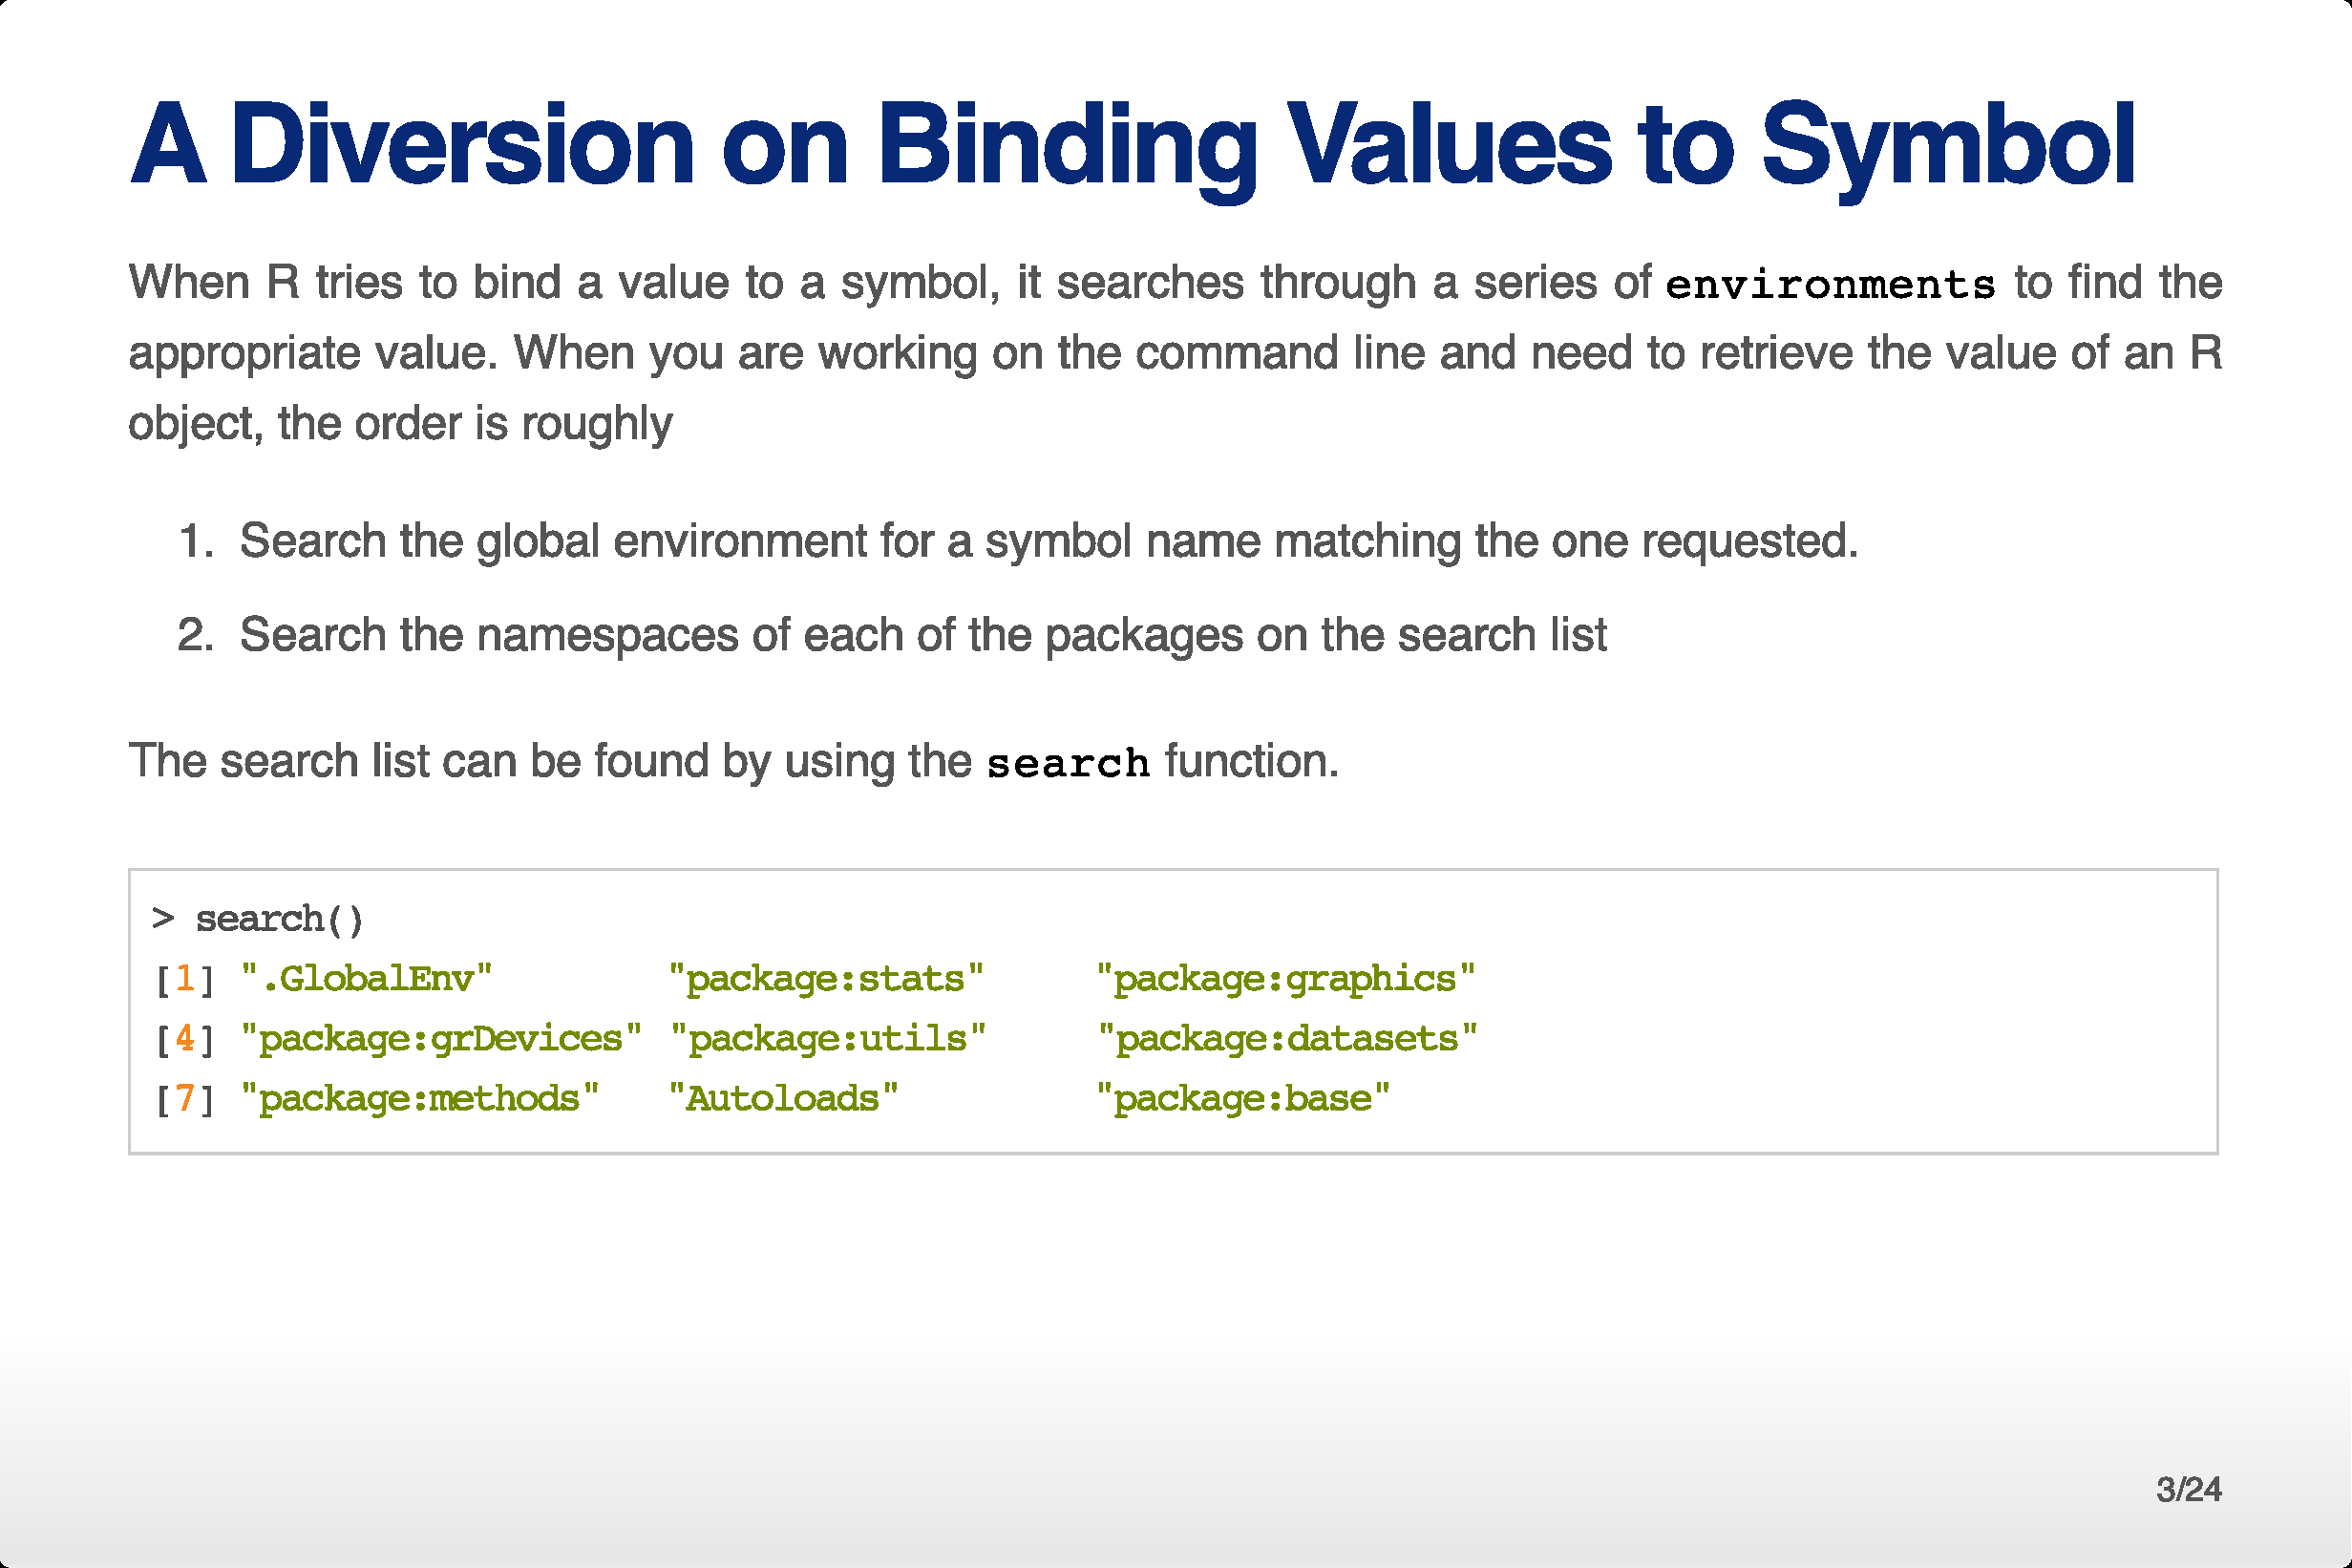 A Diversion on Binding Values to Symbol
When R tries to bind a value to a symbol, it searches through a series of environments to find the
appropriate value. When you are working on the command line and need to retrieve the value of an R
object, the order is roughly
1. Search the global environment for a symbol name matching the one requested.
2. Search the namespaces of each of the packages on the search list
The search list can be found by using the search function.
> search()
[1] ".GlobalEnv" "package:stats" "package:graphics"
[4] "package:grDevices" "package:utils" "package:datasets"
[7] "package:methods" "Autoloads" "package:base"
3/24